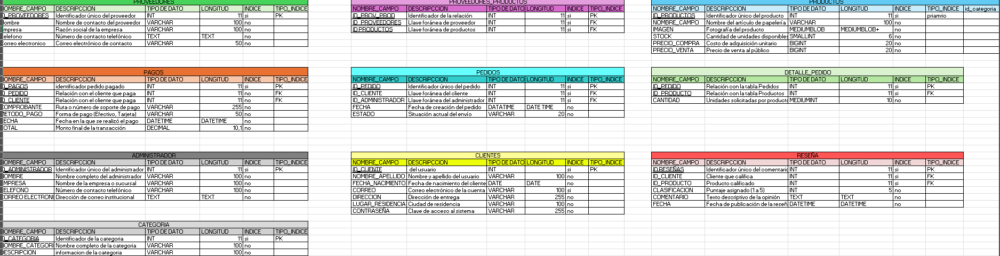 PROVEEDORES
OMBRE_CAMPO DESCRIPCCION TIPO DE DATO LONGITUD INDICE TIPO_INDICE
D_PROVEEDORES Identificador único del proveedor INT 11 si PK
ombre Nombre de contacto del proveedor VARCHAR 100 no
mpresa Razón social de la empresa VARCHAR 100 no
elefono Número de contacto telefónico TEXT TEXT no
orreo electronico Correo electrónico de contacto VARCHAR 50 no
PROVEEDORES_PRODUCTOS
NOMBRE_CAMPO DESCRIPCCION TIPO DE DATO LONGITUD INDICE TIPO_INDICE
ID_PROV_PROD Identificador de la relación INT 11 si PK
ID_PROVEEDORES Llave foránea de proveedor INT 11 si FK
ID PRODUCTOS Llave foránea de productos INT 11 si FK
PRODUCTOS
NOMBRE_CAMPO DESCRIPCCION TIPO DE DATO LONGITUD INDICE TIPO_INDICE id_categoria
ID_PRODUCTOS Identificador único del producto INT 11 si priamrio
NOMBRE_CAMPO Nombre del artículo de papelería VARCHAR 100 no
IMAGEN Fotografía del producto MEDIUMBLOB MEDIUMBLOB+ no
STOCK Cantidad de unidades disponibles SMALLINT 6 no
PRECIO_COMPRA Costo de adquisición unitario BIGINT 20 no
PRECIO_VENTA Precio de venta al público BIGINT 20 no
PAGOS
OMBRE_CAMPO DESCRIPCCION TIPO DE DATO LONGITUD INDICE TIPO_INDICE
D_PAGOS identificador pedido pagado INT 11 si PK
D_PEDIDO Relación con el cliente que paga INT 11 si FK
D_CLIENTE Relación con el cliente que paga INT 11 si FK
OMPROBANTE Ruta o número de soporte de pago VARCHAR 255 no
IETODO_PAGO Forma de pago (Efectivo, Tarjeta) VARCHAR 50 no
ECHA Fecha en la que se realizó el pago DATETIME DATETIME no
OTAL Monto final de la transacción DECIMAL 10,1 no
PEDIDOS
NOMBRE_CAMPO DESCRIPCCION TIPO DE DATO LONGITUD INDICE TIPO_INDICE
ID_PEDIDO Identificador único del pedido INT 11 si PK
ID_CLIENTE Llave foránea del cliente INT 11 si FK
ID_ADMINISTRADOR Llave foránea del administrador INT 11 si FK
FECHA Fecha de creación del pedido DATATIME DATE TIME no
ESTADO Situación actual del envío VARCHAR 20 no
DETALLE_PEDIDO
NOMBRE_CAMPO DESCRIPCCION TIPO DE DATO LONGITUD INDICE TIPO_INDICE
ID_PEDIDO Relación con la tabla Pedidos INT 11 si PK
ID_PRODUCTO Relación con la tabla Productos INT 11 si FK
CANTIDAD Unidades solicitadas por producto MEDIUMINT 10 no
ADMINISTRADOR
OMBRE_CAMPO DESCRIPCCION TIPO DE DATO LONGITUD INDICE TIPO_INDICE
D_ADMINISTRADOR Identificador único del administrador INT 11 si PK
OMBRE Nombre completo del administrador VARCHAR 100 no
MPRESA Nombre de la empresa o sucursal VARCHAR 100 no
ELEFONO Número de contacto telefónico VARCHAR 100 no
ORREO ELECTRONI Dirección de correo institucional TEXT TEXT no
CLIENTES
NOMBRE_CAMPO DESCRIPCCION TIPO DE DATO LONGITUD INDICE TIPO_INDICE
ID_CLIENTE del usuario INT 11 si PK
NOMBRE_APELLIDO Nombre y apellido del usuario VARCHAR 100 no
FECHA_NACIMIENTO Fecha de nacimiento del cliente DATE DATE no
CORREO Correo electrónico de la cuenta VARCHAR 100 si
DIRECCION Dirección de entrega VARCHAR 255 no
LUGAR_RESIDENCIA Ciudad de residencia VARCHAR 100 no
CONTRASEÑA Clave de acceso al sistema VARCHAR 255 no
RESEÑA
NOMBRE_CAMPO DESCRIPCCION TIPO DE DATO LONGITUD INDICE TIPO_INDICE
ID RESEÑAS Identificador único del comentario INT 11 si PK
ID_CLIENTE Cliente que califica INT 11 si FK
ID_PRODUCTO Producto calificado INT 11 si FK
CLASIFICACION Puntaje asignado (1 a 5) INT 5 no
COMENTARIO Texto descriptivo de la opinión TEXT TEXT no
FECHA Fecha de publicación de la reseñ DATETIME DATETIME no
CATEGORIA
OMBRE_CAMPO DESCRIPCCION TIPO DE DATO LONGITUD INDICE TIPO_INDICE
D_CATEGORIA Identificador de la categoria INT 11 si PK
OMBRE_CATEGORI Nombre completo de la categoria VARCHAR 100 no
ESCRIPCION informacion de la categoria VARCHAR 100 no